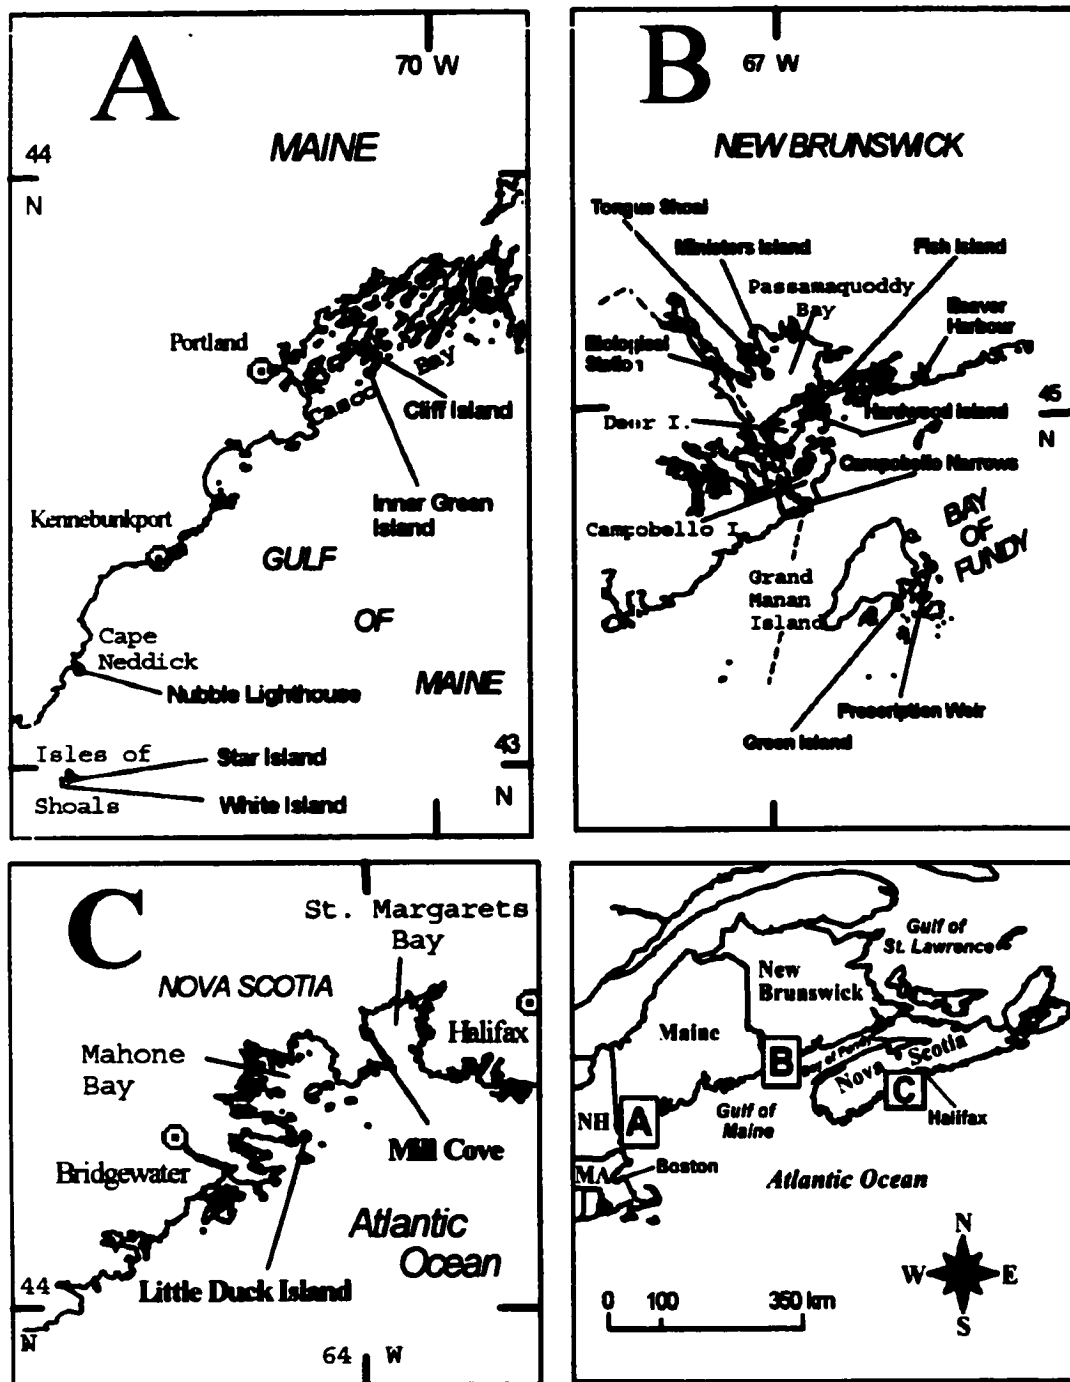 A
70 W
MAINE
44
N
Portland
Casco Bay
Cliff Island
Inner Green
Island
Kennebunkport
GULF
OF
MAINE
Cape
Neddick
Nubble Lighthouse
Isles of
Shoals
Star Island
White Island
43
N
B
67 W
NEW BRUNSWICK
Tongue Shoal
Ministers Island
Fish Island
Passamaquoddy
Bay
Beaver
Harbour
Biological
Station
Deer I.
Hardwood Island
45
N
Campobello Narrows
Campobello I
BAY
OF
FUNDY
Grand
Manan
Island
Prescription Weir
Green Island
C
St. Margarets
Bay
NOVA SCOTIA
Halifax
Mahone
Bay
Mill Cove
Bridgewater
Atlantic
Ocean
Little Duck Island
44
N
64 W
Gulf of
St. Lawrence
New
Brunswick
Maine
B
Bay of Fundy
Nova Scotia
C
Halifax
NH
A
Gulf of
Maine
MA
Boston
Atlantic Ocean
N
W E
S
0 100 350 km